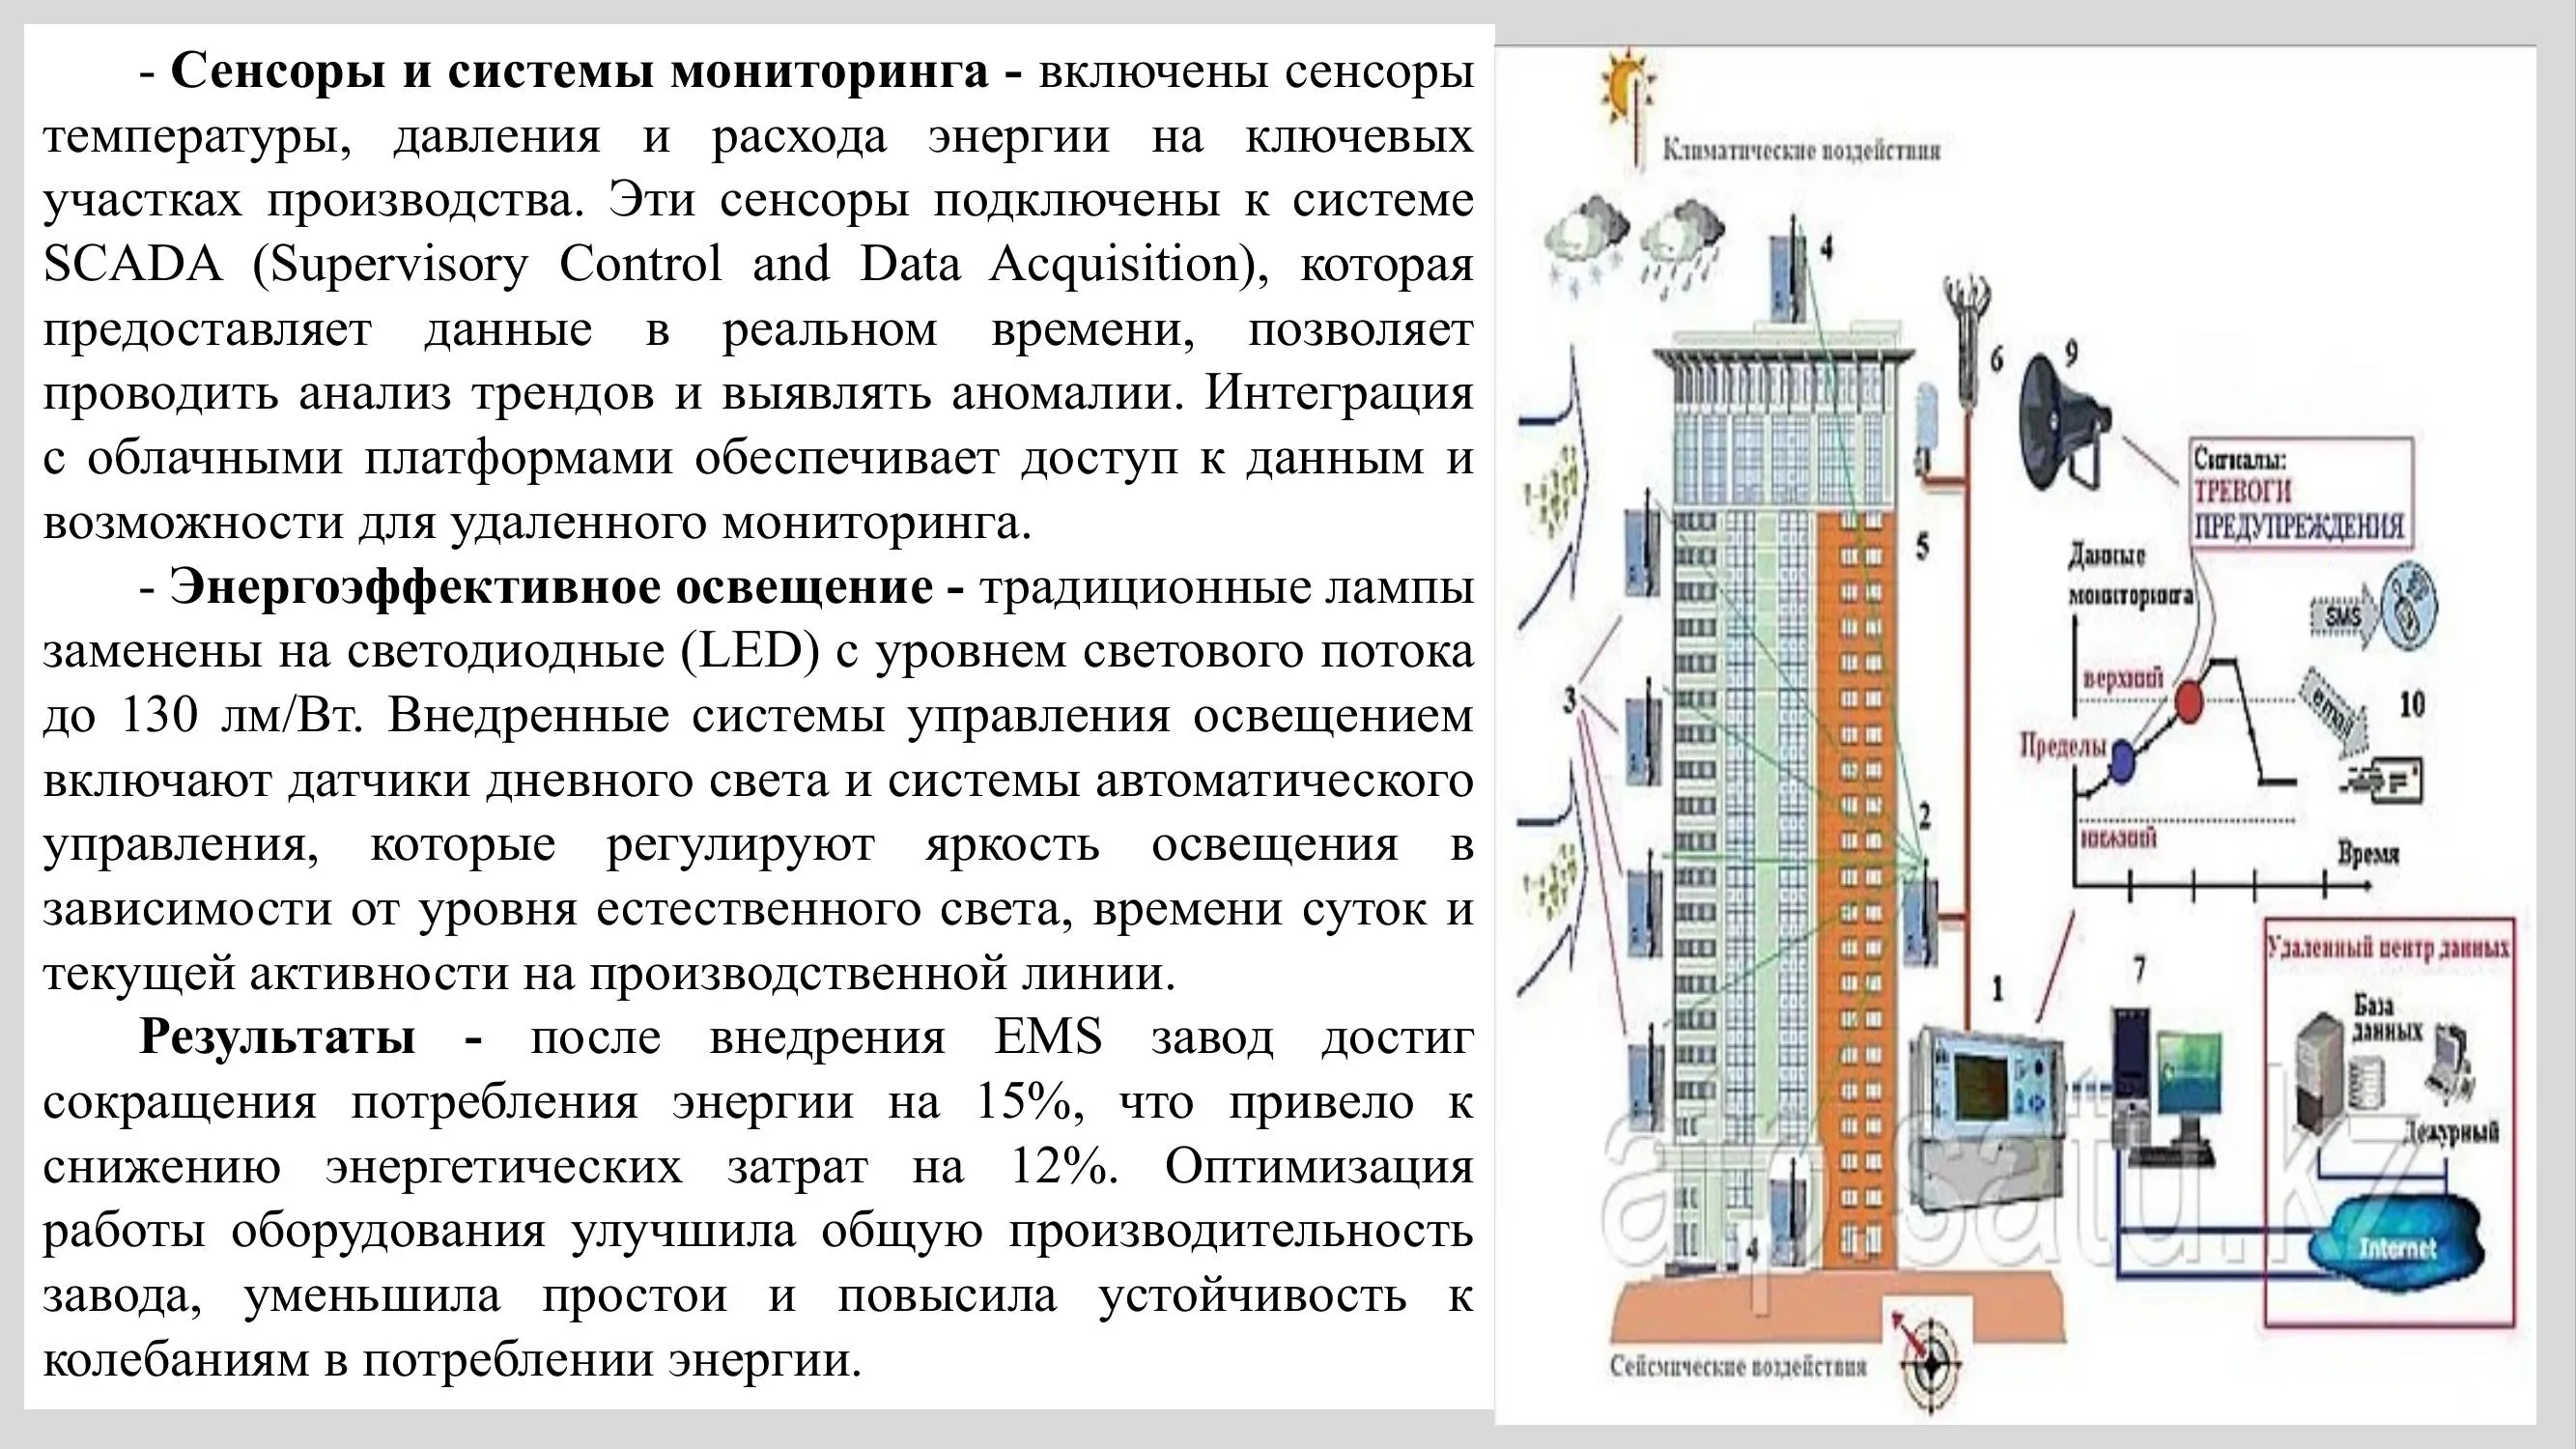 - Сенсоры и системы мониторинга - включены сенсоры
температуры, давления и расхода энергии на ключевых
участках производства. Эти сенсоры подключены к системе
SCADA (Supervisory Control and Data Acquisition), которая
предоставляет данные в реальном времени, позволяет
проводить анализ трендов и выявлять аномалии. Интеграция
с облачными платформами обеспечивает доступ к данным и
возможности для удаленного мониторинга.
- Энергоэффективное освещение - традиционные лампы
заменены на светодиодные (LED) с уровнем светового потока
до 130 лм/Вт. Внедренные системы управления освещением
включают датчики дневного света и системы автоматического
управления, которые регулируют яркость освещения в
зависимости от уровня естественного света, времени суток и
текущей активности на производственной линии.
Результаты - после внедрения EMS завод достиг
сокращения потребления энергии на 15%, что привело к
снижению энергетических затрат на 12%. Оптимизация
работы оборудования улучшила общую производительность
завода, уменьшила простои и повысила устойчивость к
колебаниям в потреблении энергии.
Климатические воздействия
4
6
9
Сигналы:
ТРЕВОГИ
ПРЕДУПРЕЖДЕНИЯ
5
Данные
мониторинга
SMS
верхний
3
email
10
Пределы
2
нижний
Время
Удаленный центр данных
7
1
База
данных
Дежурный
4
Internet
Сейсмические воздействия